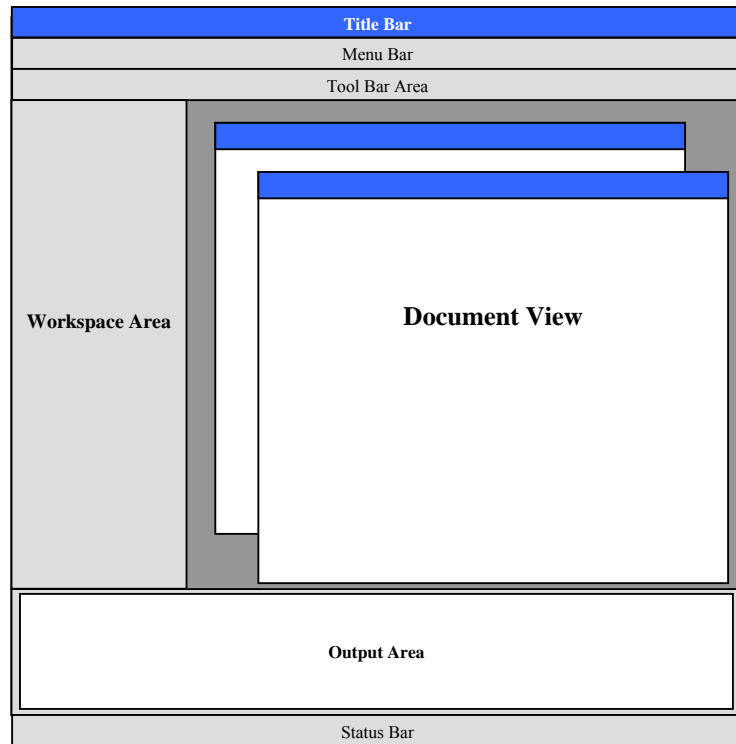 Title Bar
Menu Bar
Tool Bar Area
Workspace Area
Document View
Output Area
Status Bar